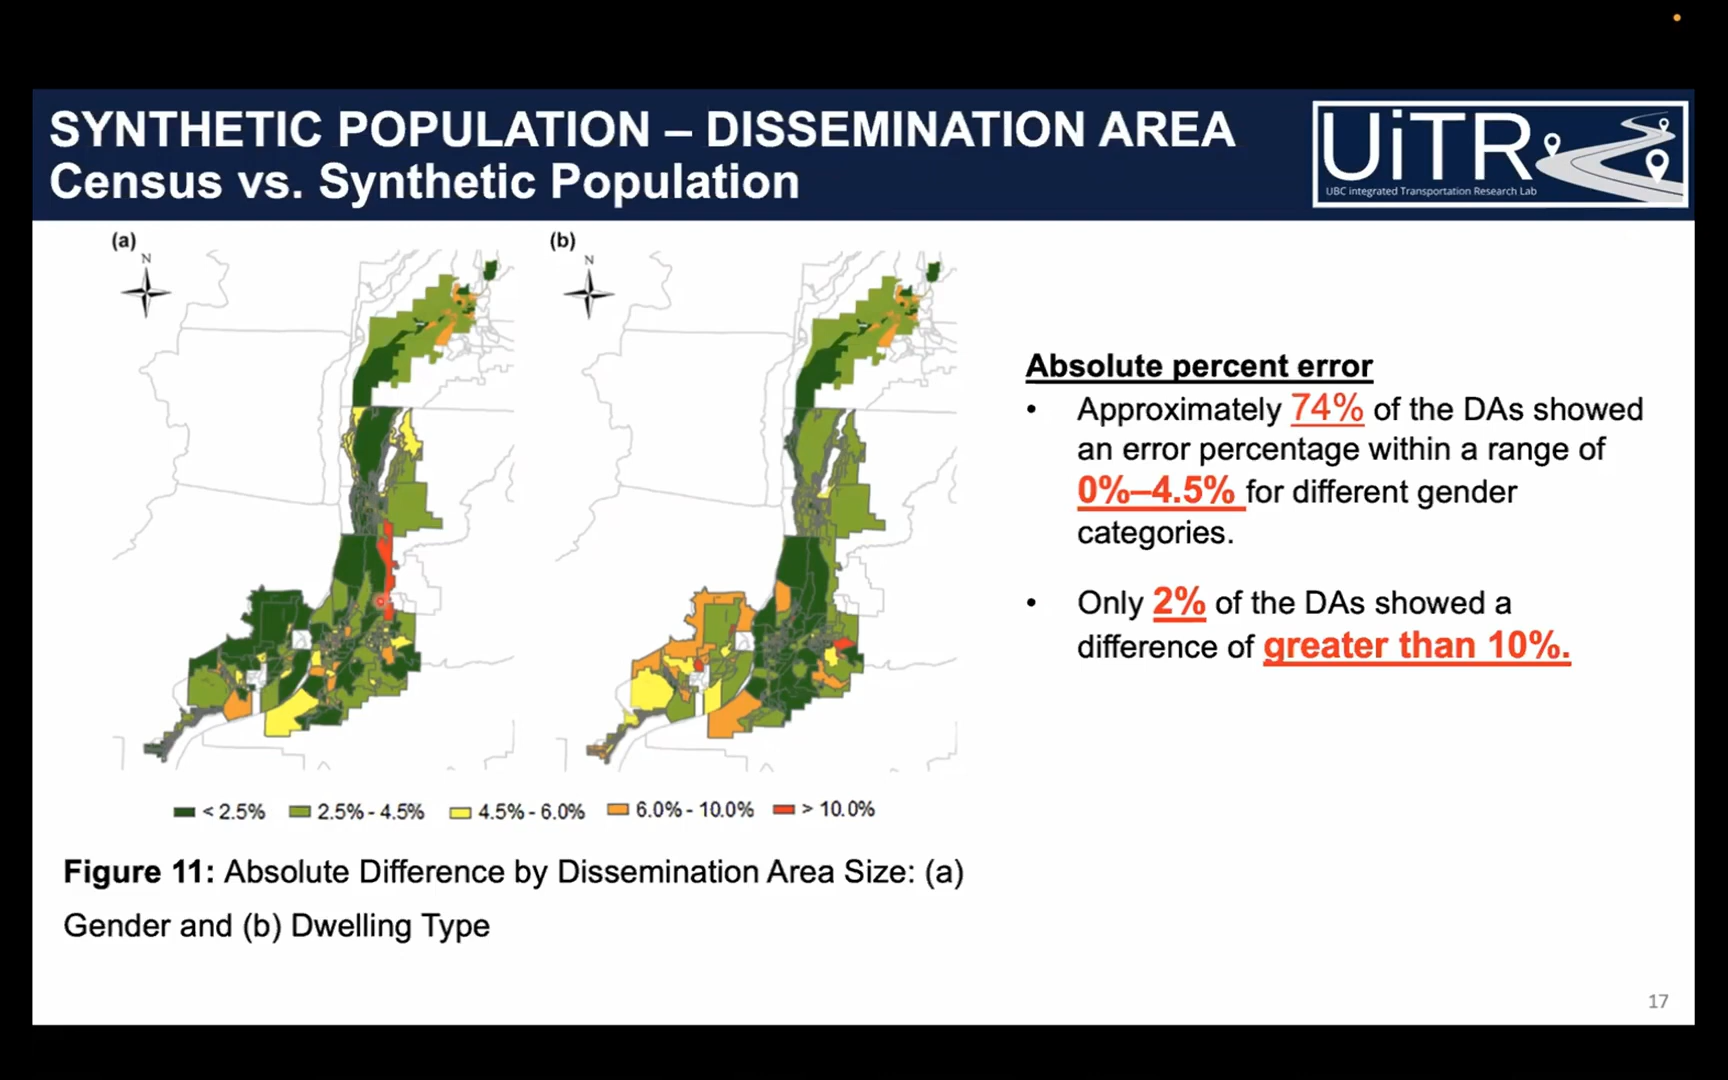 SYNTHETIC POPULATION – DISSEMINATION AREA
Census vs. Synthetic Population
UiTR
UBC integrated Transportation Research Lab
(a)
N
(b)
N
< 2.5%
2.5% - 4.5%
4.5% - 6.0%
6.0% - 10.0%
> 10.0%
Figure 11: Absolute Difference by Dissemination Area Size: (a)
Gender and (b) Dwelling Type
Absolute percent error
• Approximately 74% of the DAs showed
an error percentage within a range of
0%–4.5% for different gender
categories.
• Only 2% of the DAs showed a
difference of greater than 10%.
17